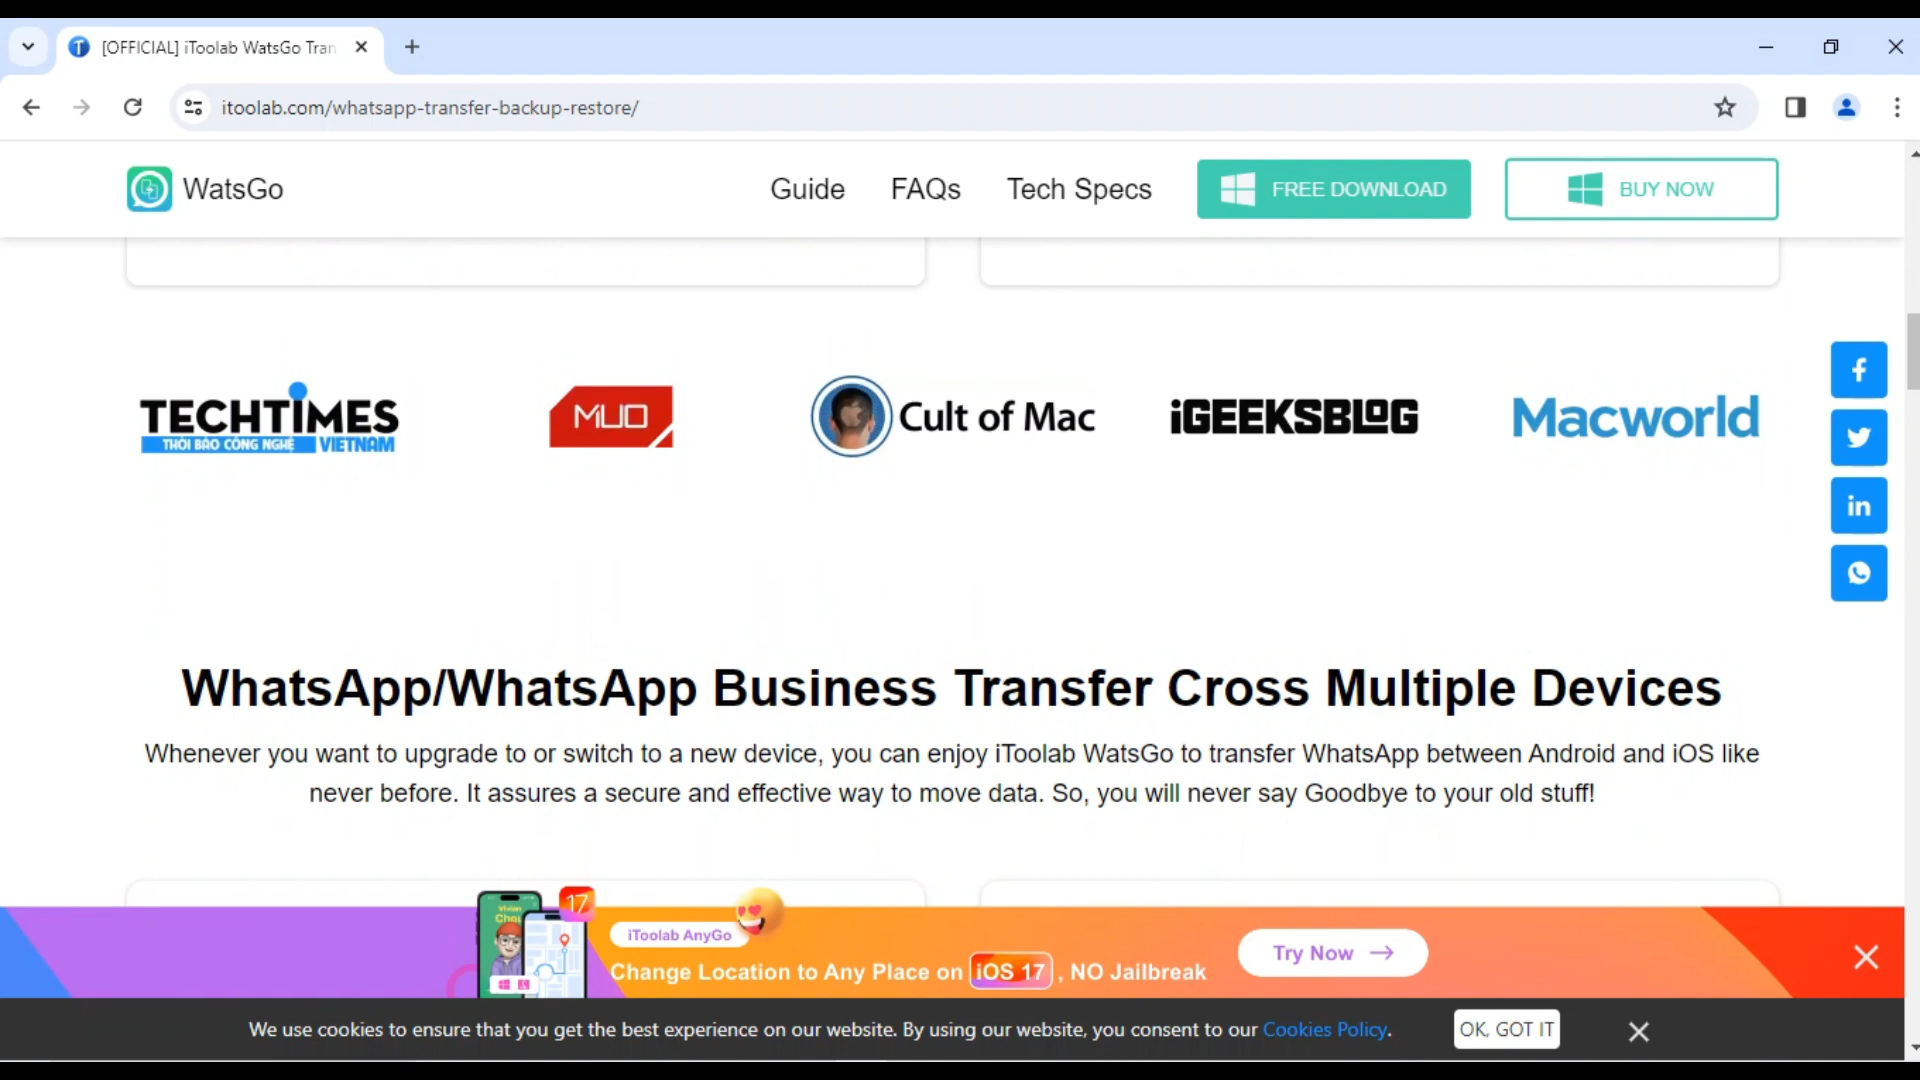 [OFFICIAL] iToolab WatsGo Tran
itoolab.com/whatsapp-transfer-backup-restore/
WatsGo
Guide
FAQs
Tech Specs
FREE DOWNLOAD
BUY NOW
TECHTIMES
THỜI BÁO CÔNG NGHỆ VIETNAM
MUO
Cult of Mac
iGEEKSBLOG
Macworld
WhatsApp/WhatsApp Business Transfer Cross Multiple Devices
Whenever you want to upgrade to or switch to a new device, you can enjoy iToolab WatsGo to transfer WhatsApp between Android and iOS like
never before. It assures a secure and effective way to move data. So, you will never say Goodbye to your old stuff!
17
iToolab AnyGo
Change Location to Any Place on iOS 17 , NO Jailbreak
Try Now
We use cookies to ensure that you get the best experience on our website. By using our website, you consent to our Cookies Policy.
OK, GOT IT